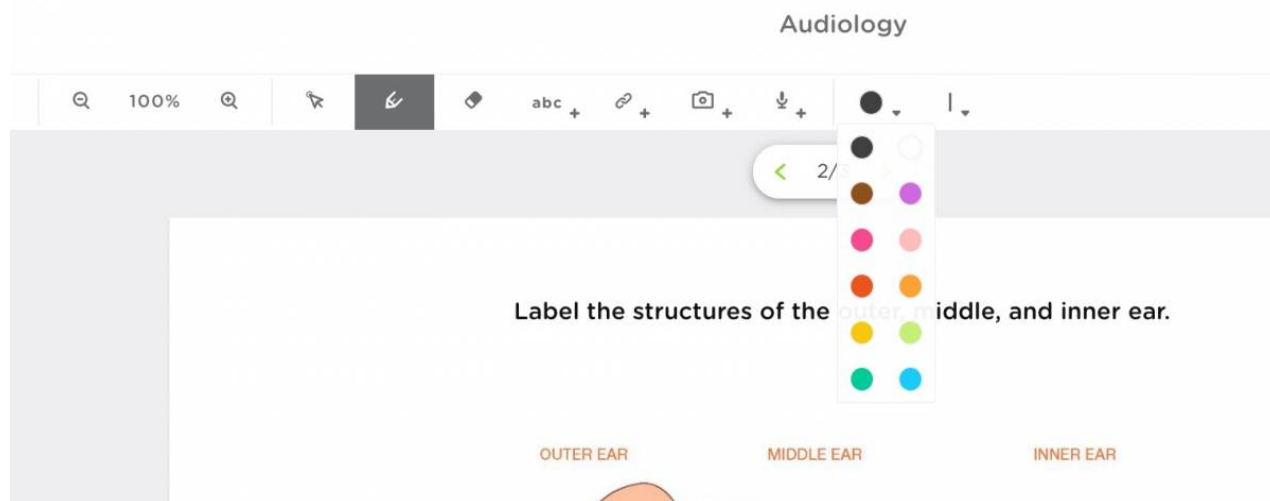 Audiology
100%
abc
2/3
Label the structures of the outer, middle, and inner ear.
OUTER EAR
MIDDLE EAR
INNER EAR